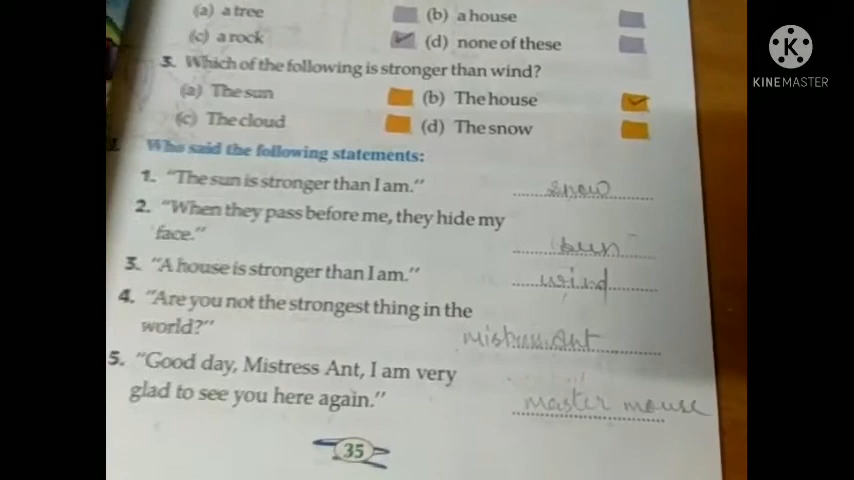 (a) a tree (b) a house
(c) a rock (d) none of these
3. Which of the following is stronger than wind?
(a) The sun (b) The house
(c) The cloud (d) The snow
Who said the following statements:
1. "The sun is stronger than I am." snow
2. "When they pass before me, they hide my
face." sun
3. "A house is stronger than I am." wind
4. "Are you not the strongest thing in the
world?" mistress Ant
5. "Good day, Mistress Ant, I am very
glad to see you here again." master mouse
35
K
KINEMASTER